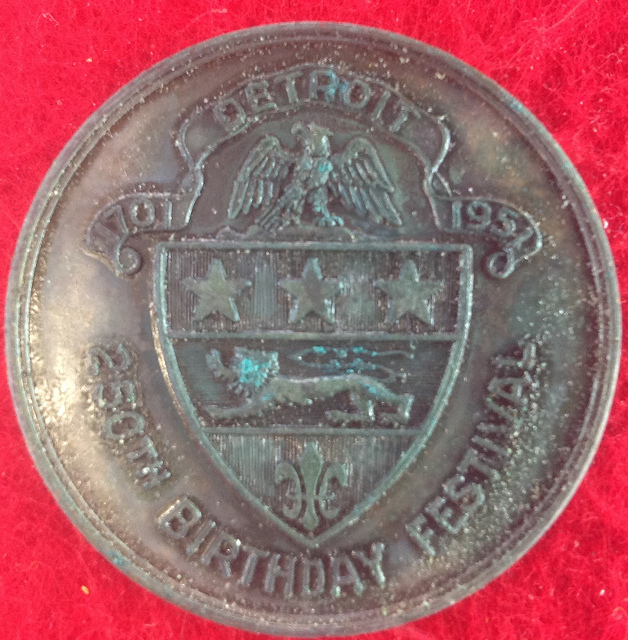 DETROIT
1701 1951
250TH BIRTHDAY FESTIVAL